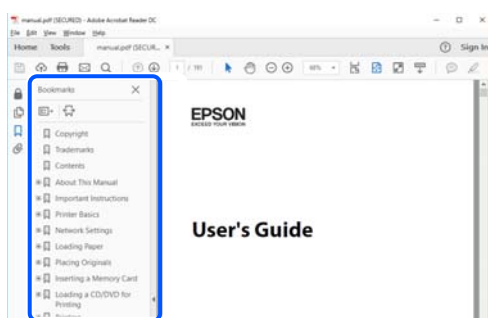 manual.pdf (SECURED) - Adobe Acrobat Reader DC
File Edit View Window Help
Home Tools manual.pdf (SECUR... × Sign In
1 / 191
Bookmarks
EPSON
EXCEED YOUR VISION
Copyright
Trademarks
Contents
About This Manual
Important Instructions
Printer Basics
Network Settings
User's Guide
Loading Paper
Placing Originals
Inserting a Memory Card
Loading a CD/DVD for
Printing